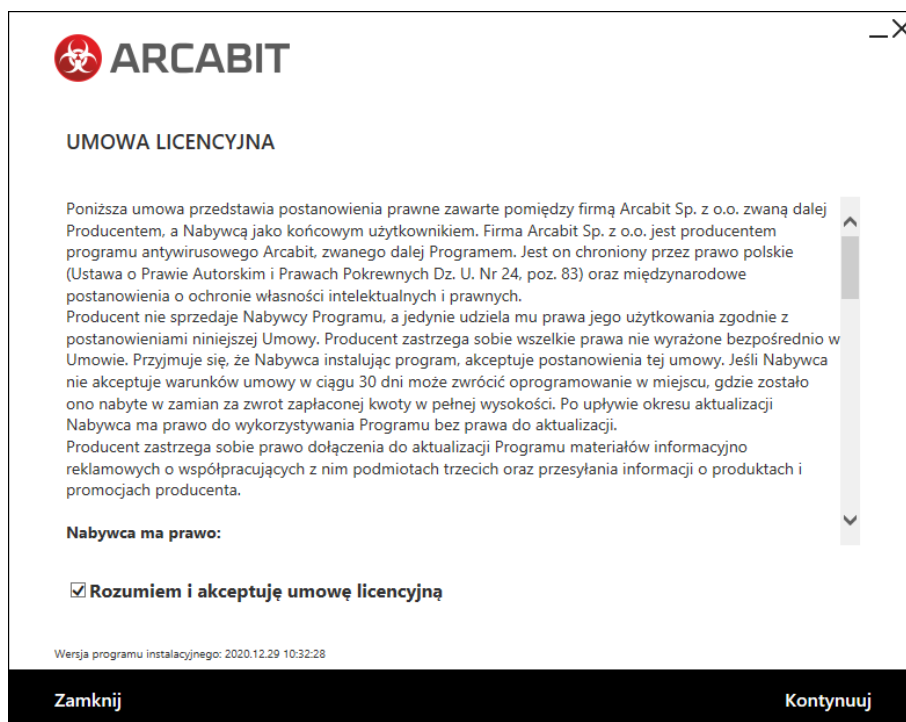 ARCABIT
UMOWA LICENCYJNA
Poniższa umowa przedstawia postanowienia prawne zawarte pomiędzy firmą Arcabit Sp. z o.o. zwaną dalej
Producentem, a Nabywcą jako końcowym użytkownikiem. Firma Arcabit Sp. z o.o. jest producentem
programu antywirusowego Arcabit, zwanego dalej Programem. Jest on chroniony przez prawo polskie
(Ustawa o Prawie Autorskim i Prawach Pokrewnych Dz. U. Nr 24, poz. 83) oraz międzynarodowe
postanowienia o ochronie własności intelektualnych i prawnych.
Producent nie sprzedaje Nabywcy Programu, a jedynie udziela mu prawa jego użytkowania zgodnie z
postanowieniami niniejszej Umowy. Producent zastrzega sobie wszelkie prawa nie wyrażone bezpośrednio w
Umowie. Przyjmuje się, że Nabywca instalując program, akceptuje postanowienia tej umowy. Jeśli Nabywca
nie akceptuje warunków umowy w ciągu 30 dni może zwrócić oprogramowanie w miejscu, gdzie zostało
ono nabyte w zamian za zwrot zapłaconej kwoty w pełnej wysokości. Po upływie okresu aktualizacji
Nabywca ma prawo do wykorzystywania Programu bez prawa do aktualizacji.
Producent zastrzega sobie prawo dołączenia do aktualizacji Programu materiałów informacyjno
reklamowych o współpracujących z nim podmiotach trzecich oraz przesyłania informacji o produktach i
promocjach producenta.
Nabywca ma prawo:
Rozumiem i akceptuję umowę licencyjną
Wersja programu instalacyjnego: 2020.12.29 10:32:28
Zamknij
Kontynuuj